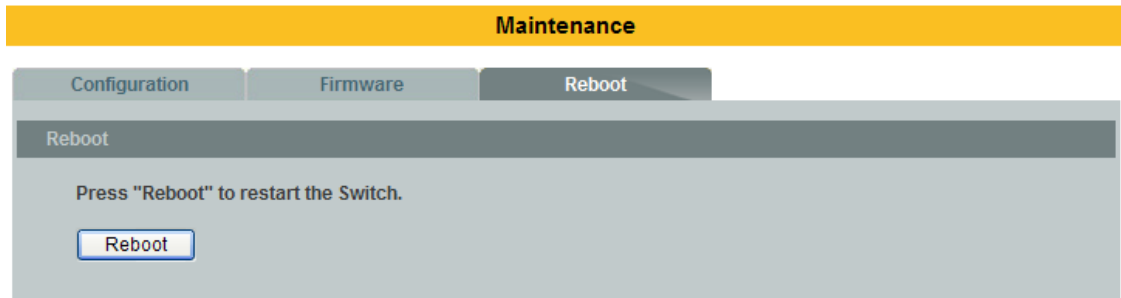 Maintenance
Configuration Firmware Reboot
Reboot
Press "Reboot" to restart the Switch.
Reboot